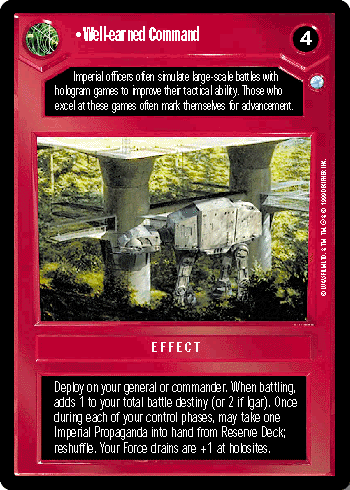 • Well-earned Command
4
Imperial officers often simulate large-scale battles with
hologram games to improve their tactical ability. Those who
excel at these games often mark themselves for advancement.
EFFECT
Deploy on your general or commander. When battling,
adds 1 to your total destiny (or 2 if Igar). Once
during each of your control phases, may take one
Imperial Propaganda into hand from Reserve Deck;
reshuffle. Your Force drains are +1 at holosites.